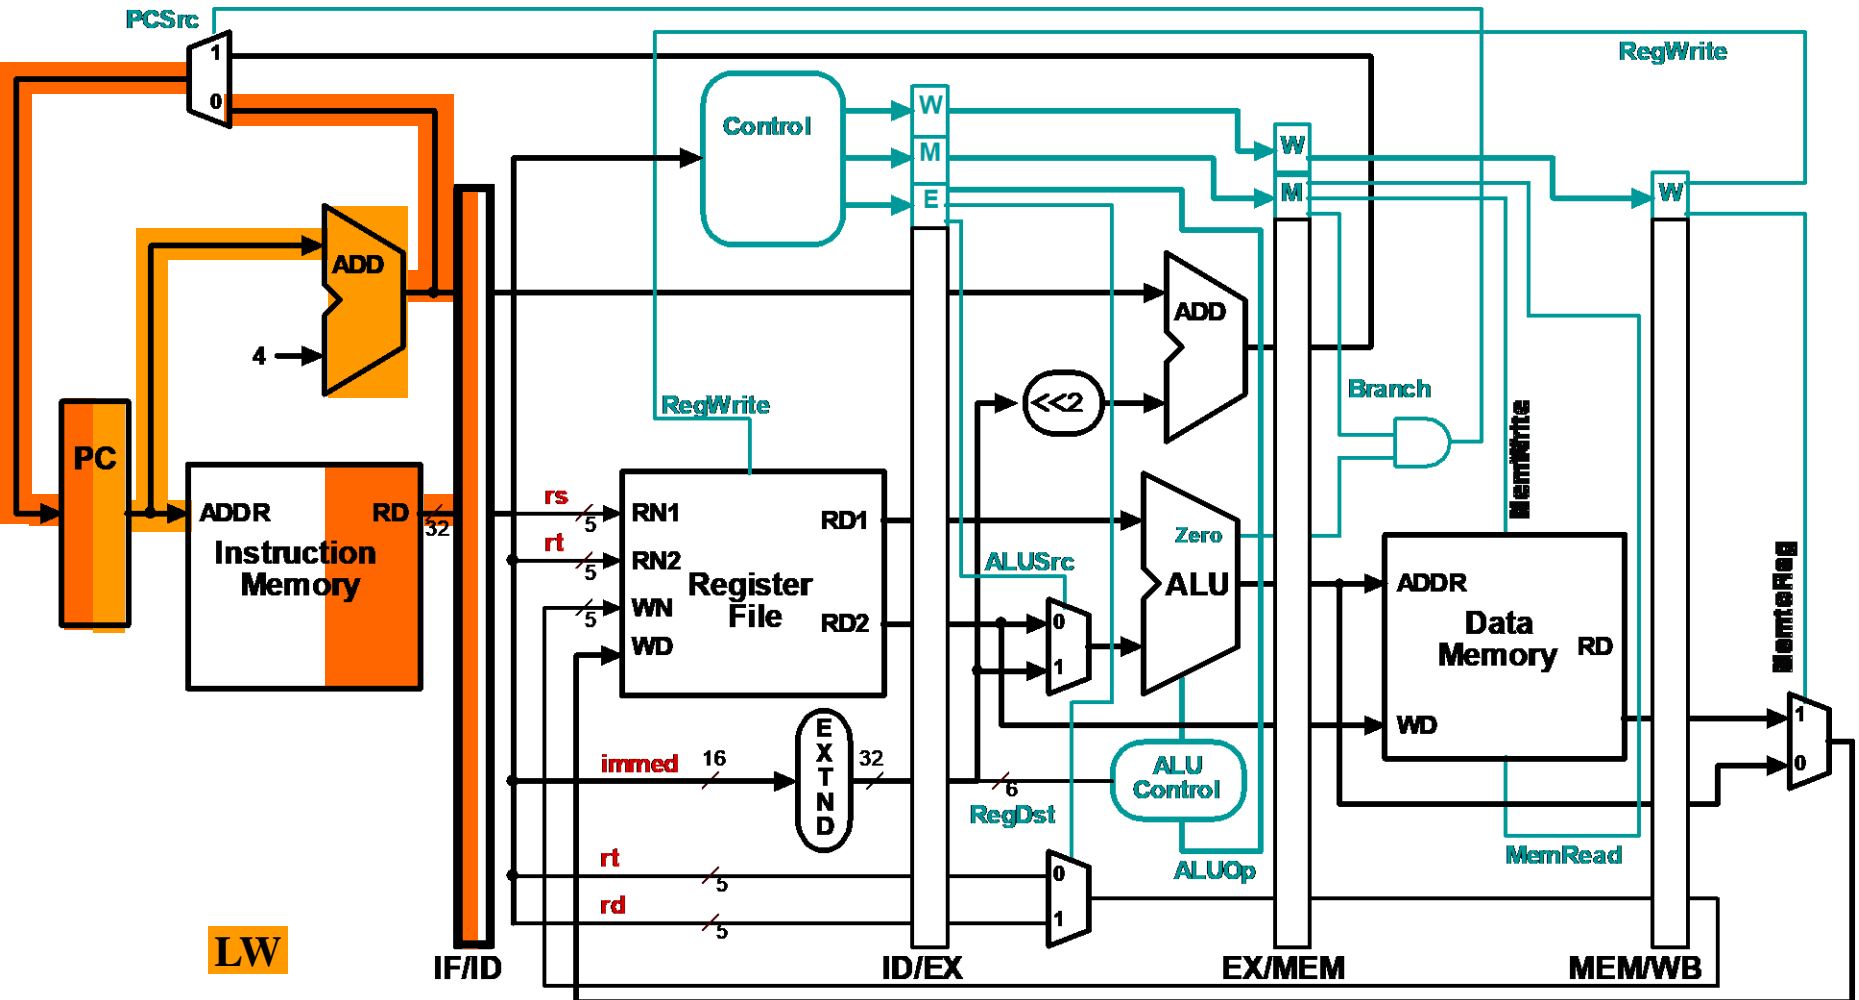 PCSrc
RegWrite
1
0
Control
W
M
E
W
M
W
ADD
4
ADD
<<2
Branch
RegWrite
MemWrite
PC
ADDR
RD
32
Instruction
Memory
rs
5
rt
5
5
RN1
RN2
WN
WD
Register
File
RD1
RD2
ALUSrc
0
1
Zero
ALU
ADDR
Data
Memory
RD
WD
MemtoReg
1
0
immed
16
E
X
T
N
D
32
6
ALU
Control
RegDst
ALUOp
MemRead
rt
5
rd
5
0
1
LW
IF/ID
ID/EX
EX/MEM
MEM/WB